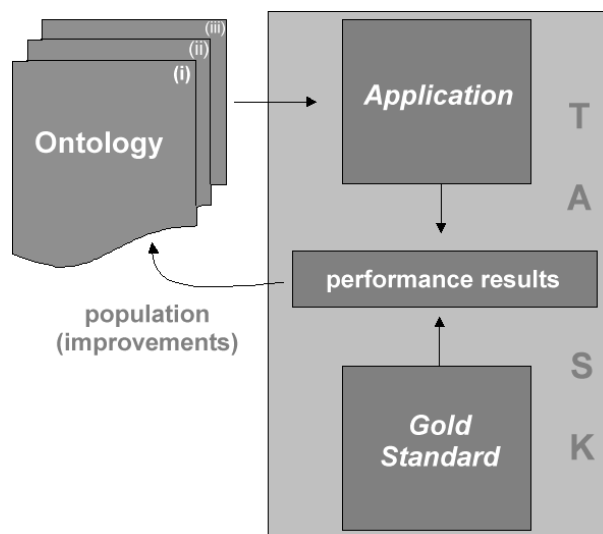 (iii)
(ii)
(i)
Ontology
Application
T
A
performance results
population
(improvements)
S
K
Gold
Standard